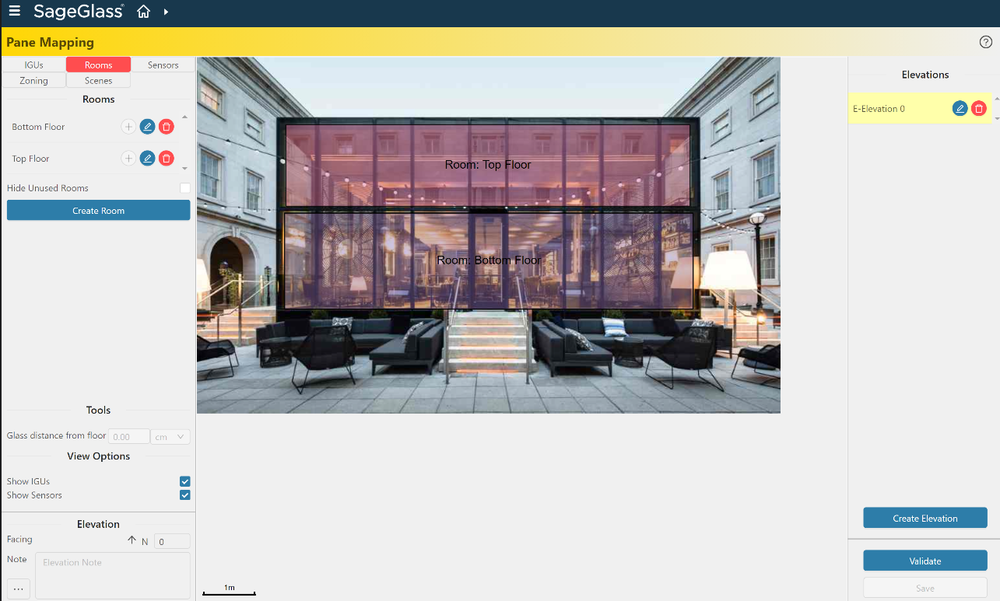 SageGlass®
Pane Mapping
IGUs
Rooms
Sensors
Zoning
Scenes
Rooms
Bottom Floor
Top Floor
Hide Unused Rooms
Create Room
Tools
Glass distance from floor 0.00 cm
View Options
Show IGUs
Show Sensors
Elevation
Facing N 0
Note Elevation Note
...
Room: Top Floor
Room: Bottom Floor
1m
Elevations
E-Elevation 0
Create Elevation
Validate
Save